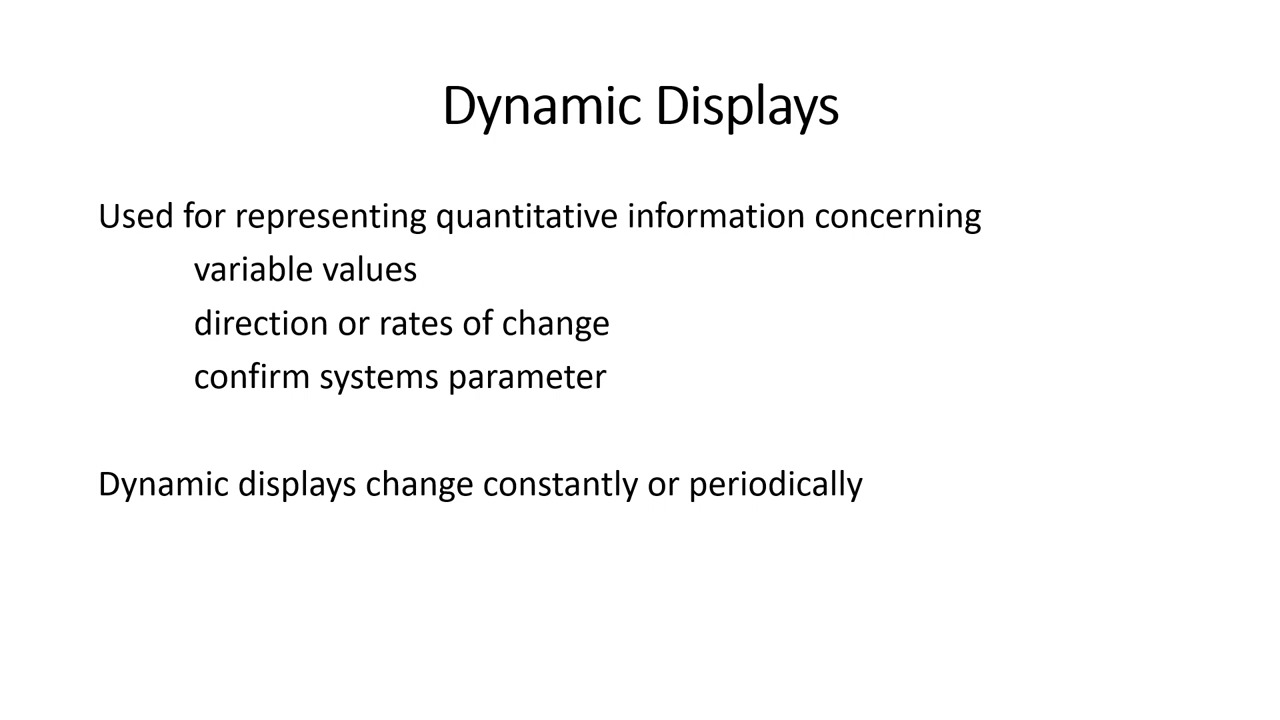 Dynamic Displays
Used for representing quantitative information concerning
variable values
direction or rates of change
confirm systems parameter
Dynamic displays change constantly or periodically